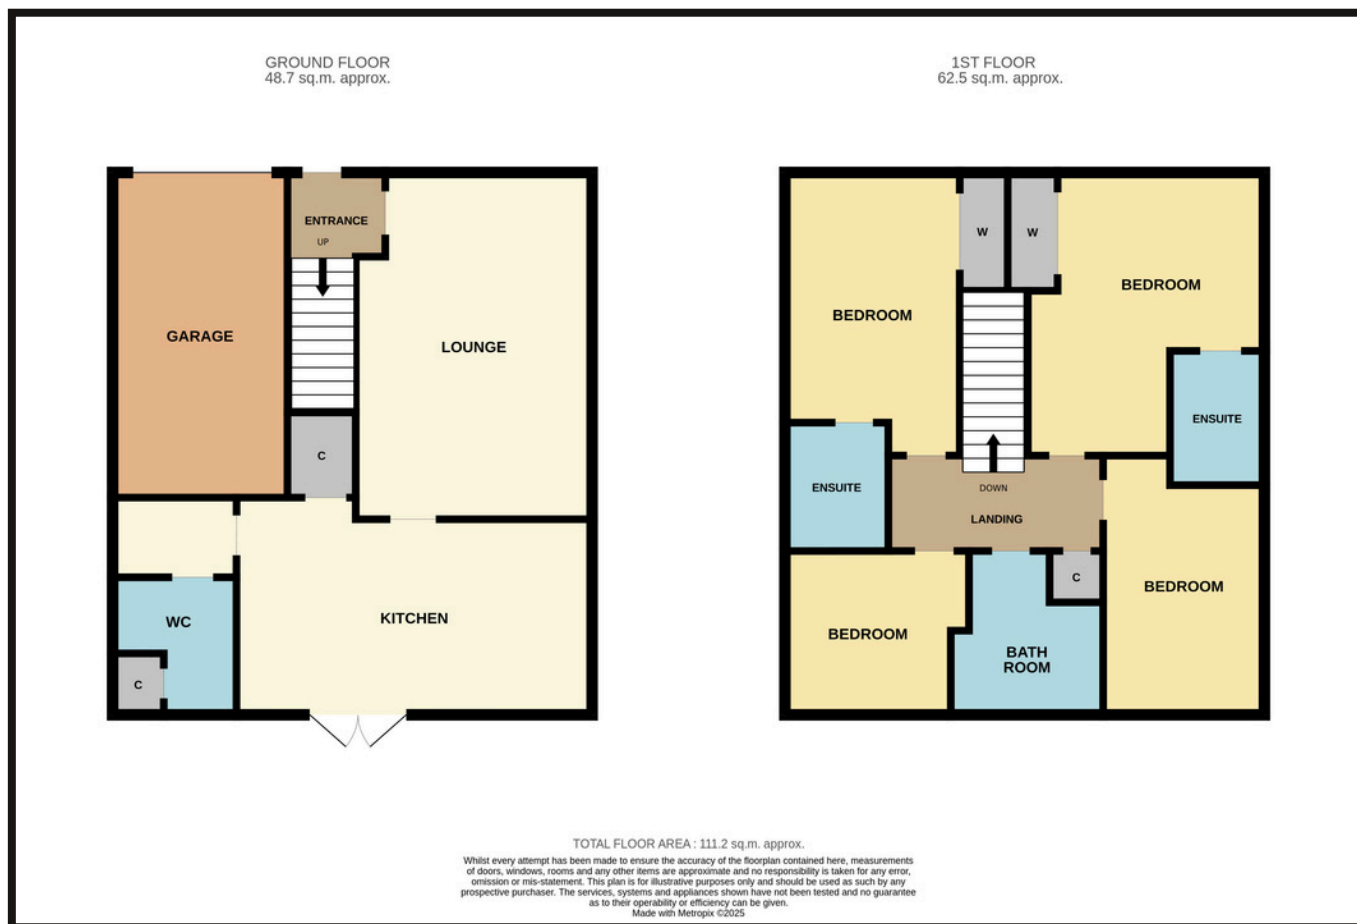 GROUND FLOOR
48.7 sq.m. approx.
1ST FLOOR
62.5 sq.m. approx.
ENTRANCE
UP
GARAGE
LOUNGE
C
WC
KITCHEN
C
W
W
BEDROOM
BEDROOM
ENSUITE
ENSUITE
DOWN
LANDING
C
BEDROOM
BEDROOM
BATH
ROOM
TOTAL FLOOR AREA : 111.2 sq.m. approx.
Whilst every attempt has been made to ensure the accuracy of the floorplan contained here, measurements
of doors, windows, rooms and any other items are approximate and no responsibility is taken for any error,
omission or mis-statement. This plan is for illustrative purposes only and should be used as such by any
prospective purchaser. The services, systems and appliances shown have not been tested and no guarantee
as to their operability or efficiency can be given.
Made with Metropix ©2025